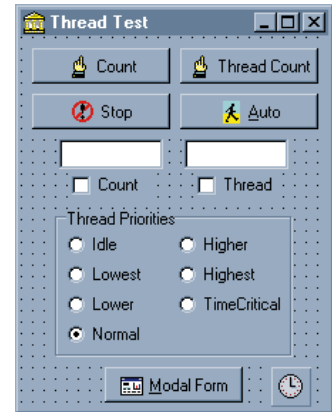 Thread Test
Count Thread Count
Stop Auto
Count Thread
Thread Priorities
Idle Higher
Lowest Highest
Lower TimeCritical
Normal
Modal Form